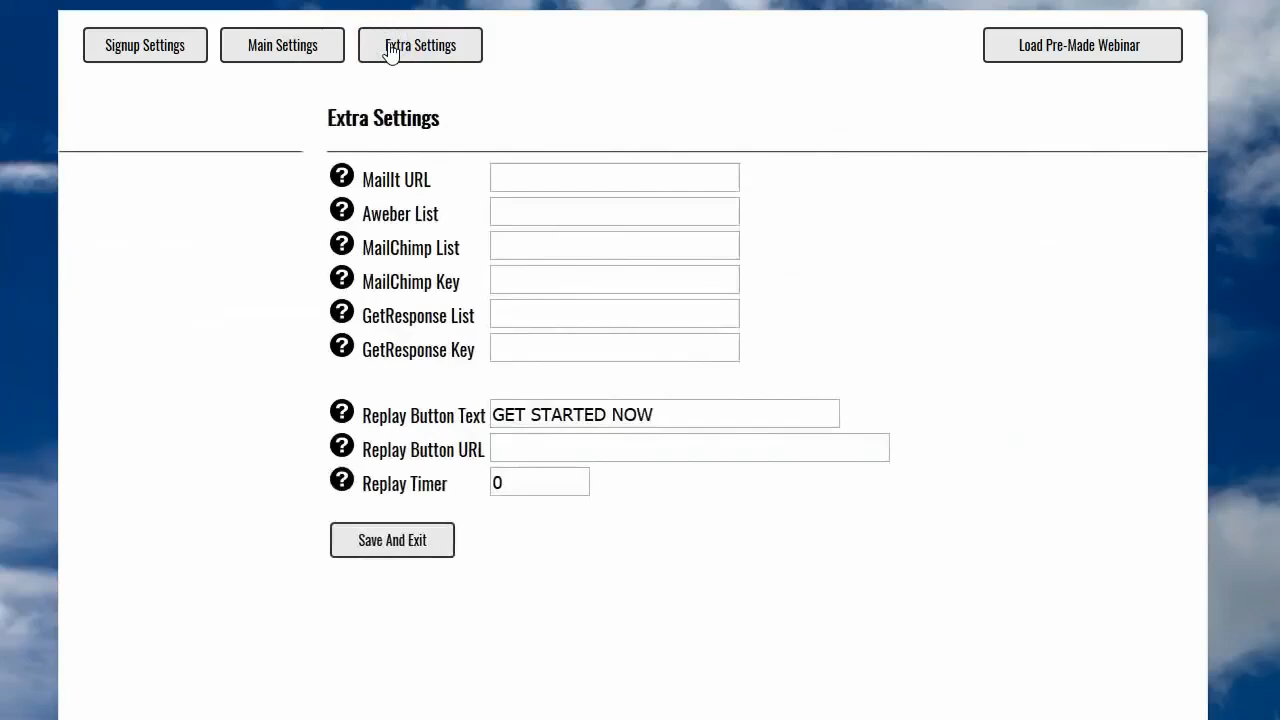 Signup Settings
Main Settings
Extra Settings
Load Pre-Made Webinar
Extra Settings
? MailIt URL
? Aweber List
? MailChimp List
? MailChimp Key
? GetResponse List
? GetResponse Key
? Replay Button Text GET STARTED NOW
? Replay Button URL
? Replay Timer 0
Save And Exit